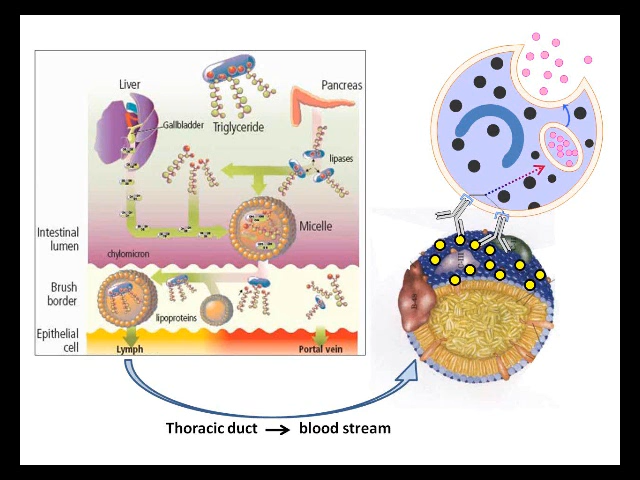 Liver
Pancreas
Gallbladder
Triglyceride
lipases
Micelle
Intestinal
lumen
chylomicron
Brush
border
lipoproteins
Epithelial
cell
Lymph
Portal vein
Thoracic duct → blood stream